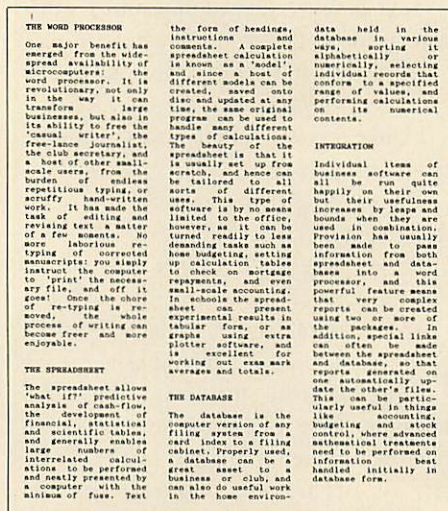 THE WORD PROCESSOR
One major benefit has
emerged from the wide-
spread availability of
microcomputers: the
word processor. It is
revolutionary, not only
in the way it can
transform large
businesses, but also in
its ability to free the
'casual writer', the
free-lance journalist,
the club secretary, and
a host of other small-
scale users, from the
burden of endless
repetitious typing, or
scruffy hand-written
work. It has made the
task of editing and
revising text a matter
of a few moments. No
more laborious re-
typing of corrected
manuscripts: you simply
instruct the computer
to 'print' the necess-
ary file, and off it
goes! Once the chore
of re-typing is re-
moved, the whole
process of writing can
become freer and more
enjoyable.
THE SPREADSHEET
The spreadsheet allows
'what if?' predictive
analysis of cash-flow,
the development of
financial, statistical
and scientific tables,
and generally enables
large numbers of
interrelated calcul-
ations to be performed
and neatly presented by
a computer with the
minimum of fuss. Text
the form of headings,
instructions and
comments. A complete
spreadsheet calculation
is known as a 'model',
and since a host of
different models can be
created, saved onto
disc and updated at any
time, the same original
program can be used to
handle many different
types of calculations.
The beauty of the
spreadsheet is that it
is usually set up from
scratch, and hence can
be tailored to all
sorts of different
uses. This type of
software is by no means
limited to the office,
however, as it can be
turned readily to less
demanding tasks such as
home budgeting, setting
up calculation tables
to check on mortgage
repayments, and even
small-scale accounting.
In schools the spread-
sheet can present
experimental results in
tabular form, or as
graphs using extra
plotter software, and
is excellent for
working out exam mark
averages and totals.
THE DATABASE
The database is the
computer version of any
filing system from a
card index to a filing
cabinet. Properly used,
a database can be a
great asset to a
business or club, and
can also do useful work
in the home environ-
data held in the
database in various
ways, sorting it
alphabetically or
numerically, selecting
individual records that
conform to a specified
range of values, and
performing calculations
on its numerical
contents.
INTEGRATION
Individual items of
business software can
all be run quite
happily on their own
but their usefulness
increases by leaps and
bounds when they are
used in combination.
Provision has usually
been made to pass
information from both
spreadsheet and data-
bases into a word
processor, and this
powerful feature means
that very complex
reports can be created
using two or more of
the packages. In
addition, special links
can often be made
between the spreadsheet
and database, so that
reports generated on
one automatically up-
date the other's files.
This can be partic-
ularly useful in things
like accounting,
budgeting and stock
control, where advanced
mathematical treatments
need to be performed on
information best
handled initially in
database form.